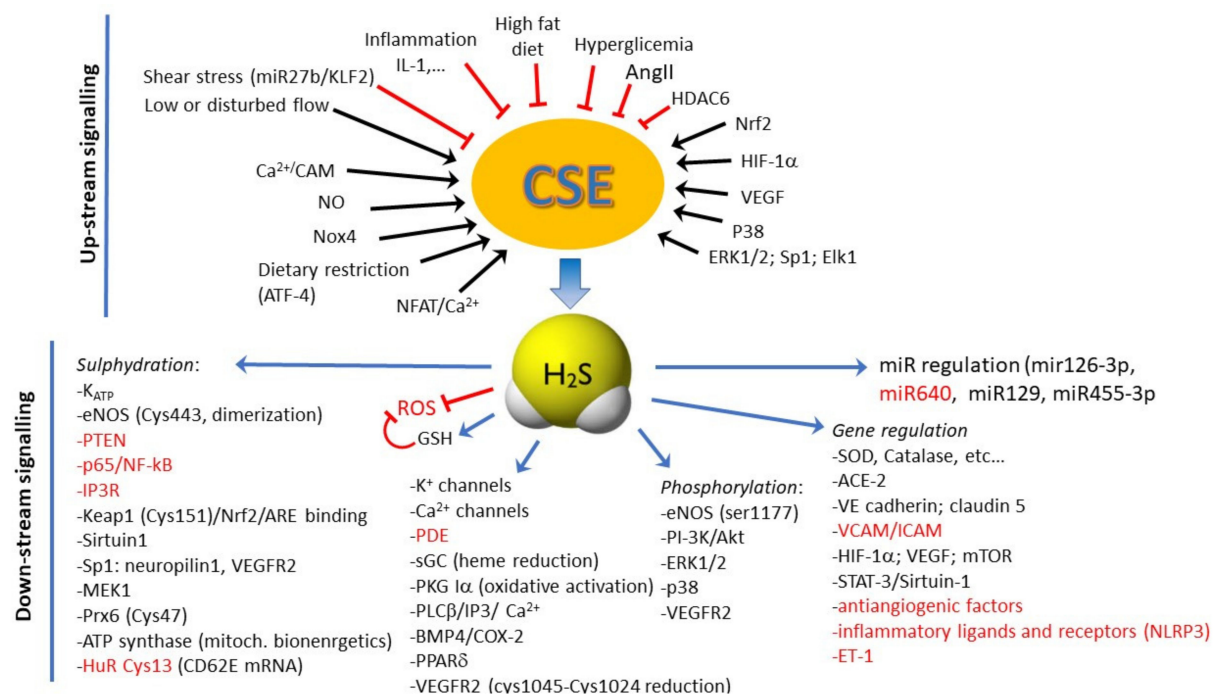 Up-stream signalling
High fat
diet
Inflammation
IL-1,...
Hyperglicemia
AngII
Shear stress (miR27b/KLF2)
HDAC6
Low or disturbed flow
Nrf2
Ca²⁺/CAM
CSE
HIF-1α
NO
VEGF
Nox4
P38
Dietary restriction
(ATF-4)
ERK1/2; Sp1; Elk1
NFAT/Ca²⁺
Down-stream signalling
H₂S
Sulphydration:
-K_ATP
-eNOS (Cys443, dimerization)
-PTEN
-p65/NF-kB
-IP3R
-Keap1 (Cys151)/Nrf2/ARE binding
-Sirtuin1
-Sp1: neuropilin1, VEGFR2
-MEK1
-Prx6 (Cys47)
-ATP synthase (mitoch. bionenrgetics)
-HuR Cys13 (CD62E mRNA)
ROS
GSH
-K⁺ channels
-Ca²⁺ channels
-PDE
-sGC (heme reduction)
-PKG Iα (oxidative activation)
-PLCβ/IP3/ Ca²⁺
-BMP4/COX-2
-PPARδ
-VEGFR2 (cys1045-Cys1024 reduction)
Phosphorylation:
-eNOS (ser1177)
-PI-3K/Akt
-ERK1/2
-p38
-VEGFR2
miR regulation (mir126-3p,
miR640, miR129, miR455-3p
Gene regulation
-SOD, Catalase, etc...
-ACE-2
-VE cadherin; claudin 5
-VCAM/ICAM
-HIF-1α; VEGF; mTOR
-STAT-3/Sirtuin-1
-antiangiogenic factors
-inflammatory ligands and receptors (NLRP3)
-ET-1